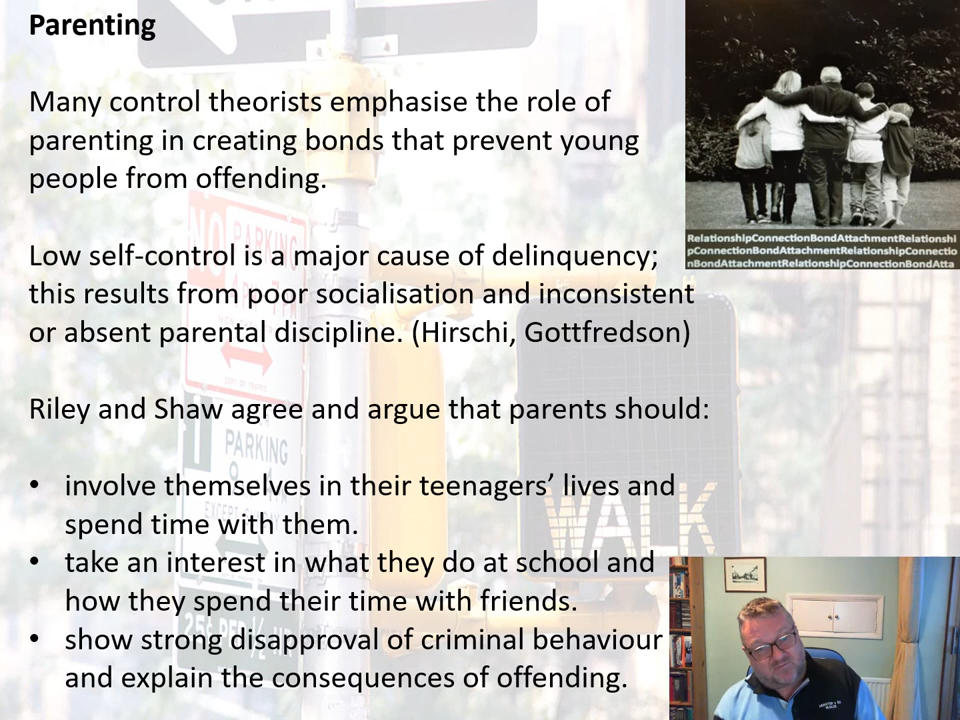 Parenting
Many control theorists emphasise the role of
parenting in creating bonds that prevent young
people from offending.
Low self-control is a major cause of delinquency;
this results from poor socialisation and inconsistent
or absent parental discipline. (Hirschi, Gottfredson)
Riley and Shaw agree and argue that parents should:
• involve themselves in their teenagers’ lives and
spend time with them.
• take an interest in what they do at school and
how they spend their time with friends.
• show strong disapproval of criminal behaviour
and explain the consequences of offending.
RelationshipConnectionBondAttachmentRelationshi
pConnectionBondAttachmentRelationshipConnectio
nBondAttachmentRelationshipConnectionBondAtta
NO PARKING
PARKING
WALK